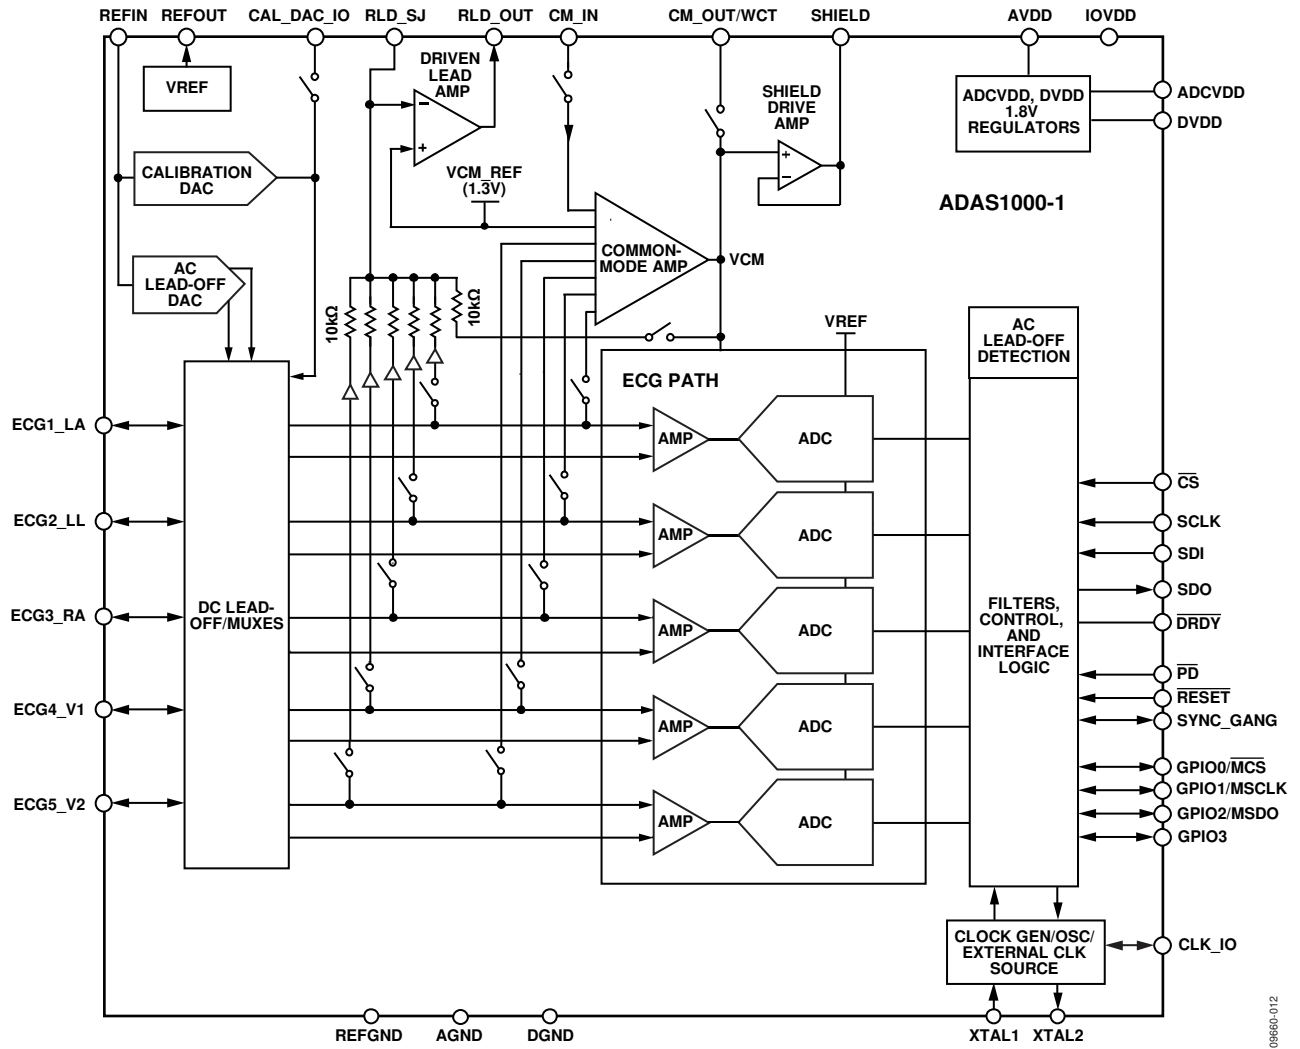 REFIN REFOUT CAL_DAC_IO RLD_SJ RLD_OUT CM_IN CM_OUT/WCT SHIELD AVDD IOVDD
VREF
DRIVEN
LEAD
AMP
–
+
VCM_REF
(1.3V)
SHIELD
DRIVE
AMP
+
–
ADCVDD, DVDD
1.8V
REGULATORS
ADCVDD
DVDD
CALIBRATION
DAC
ADAS1000-1
AC
LEAD-OFF
DAC
COMMON-
MODE AMP
VCM
10kΩ
10kΩ
VREF
AC
LEAD-OFF
DETECTION
ECG PATH
ECG1_LA
AMP
ADC
ECG2_LL
AMP
ADC
ECG3_RA
DC LEAD-
OFF/MUXES
AMP
ADC
ECG4_V1
AMP
ADC
ECG5_V2
AMP
ADC
FILTERS,
CONTROL,
AND
INTERFACE
LOGIC
CS
SCLK
SDI
SDO
DRDY
PD
RESET
SYNC_GANG
GPIO0/MCS
GPIO1/MSCLK
GPIO2/MSDO
GPIO3
CLOCK GEN/OSC/
EXTERNAL CLK
SOURCE
CLK_IO
REFGND AGND DGND XTAL1 XTAL2
09660-012